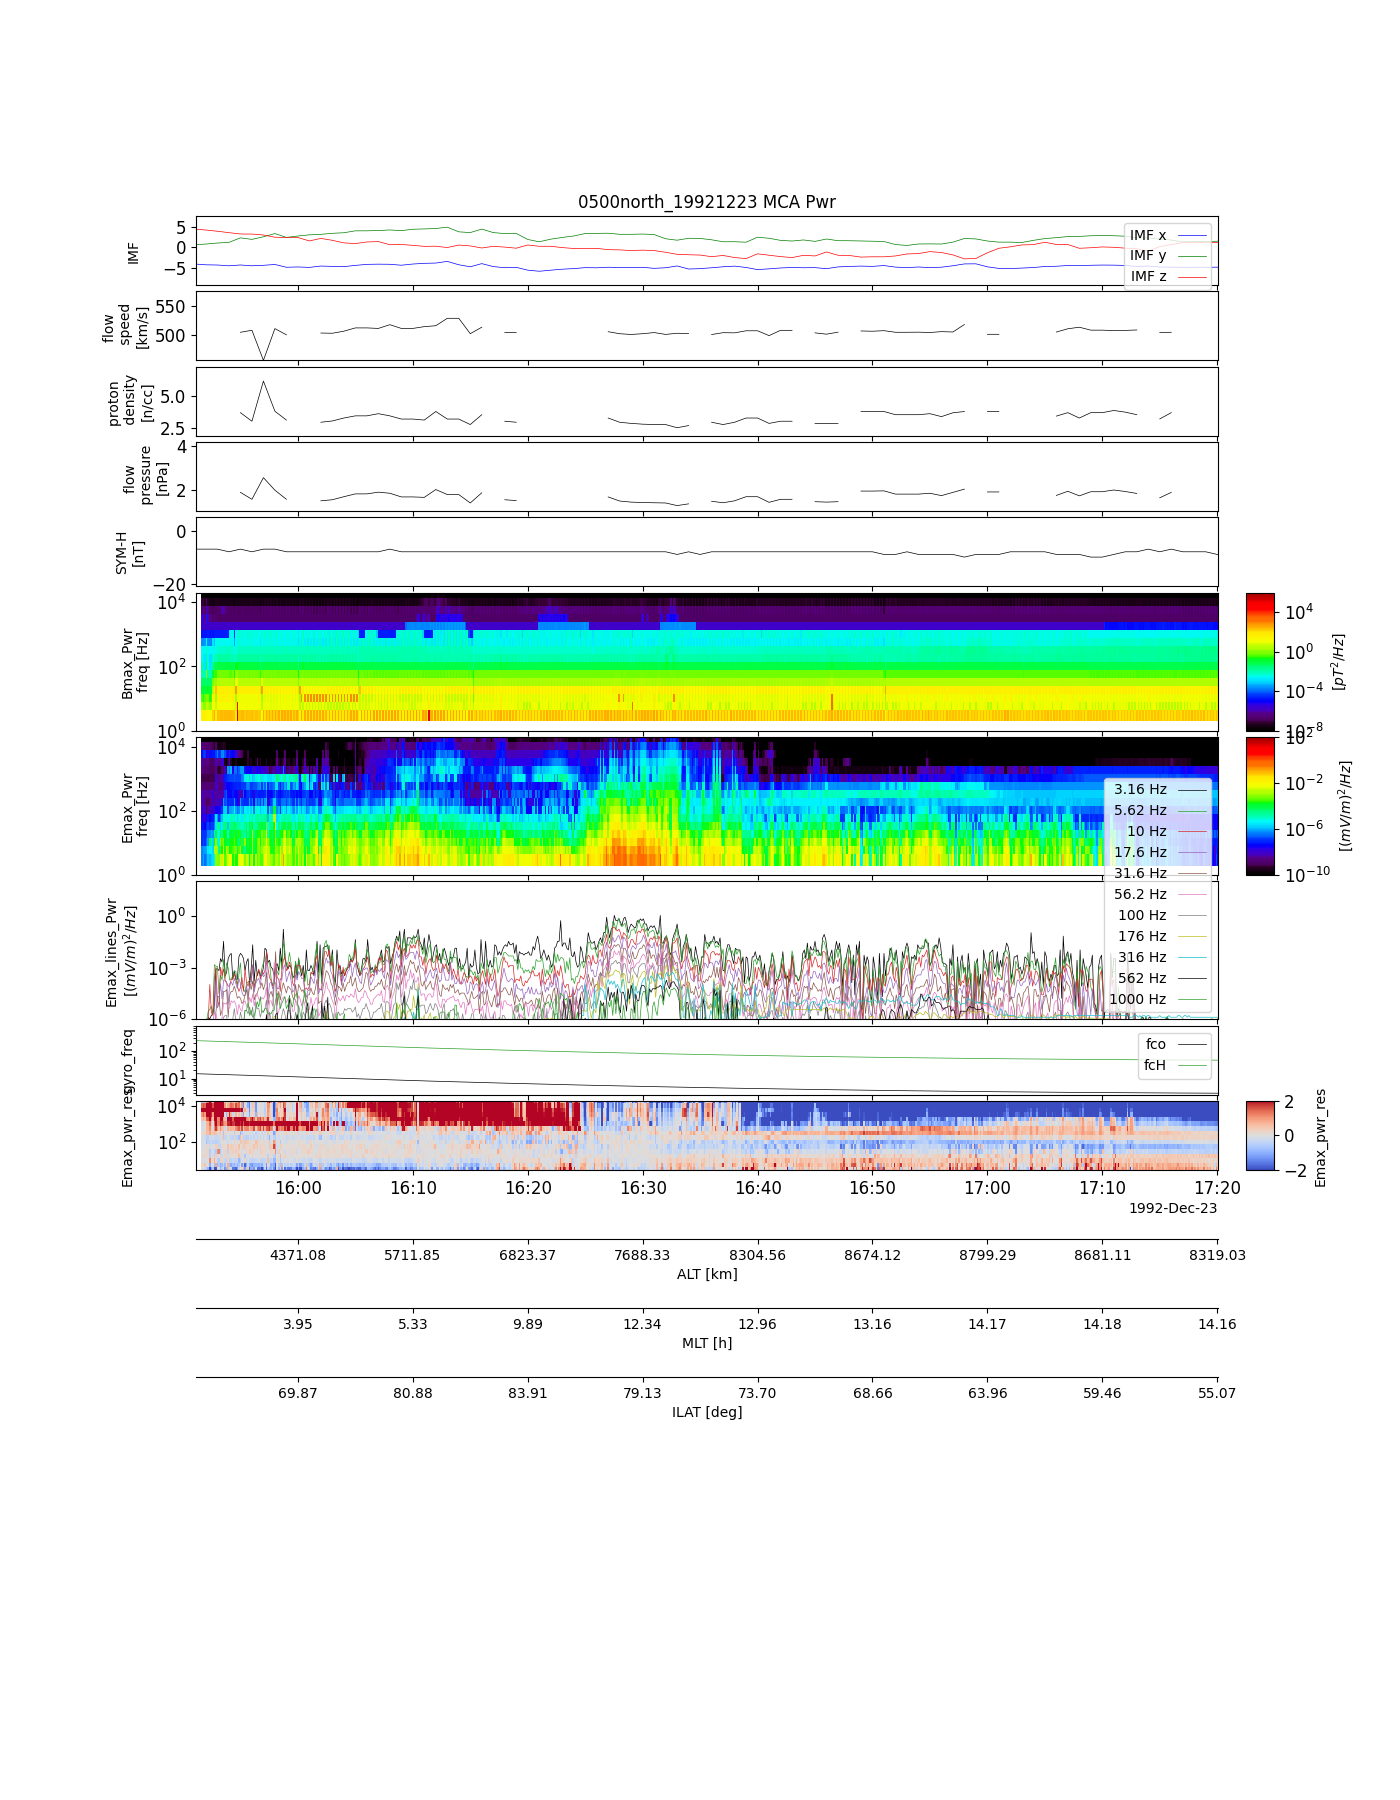 0500north_19921223 MCA Pwr
IMF
5
0
−5
IMF x
IMF y
IMF z
flow
speed
[km/s]
550
500
proton
density
[n/cc]
5.0
2.5
flow
pressure
[nPa]
4
2
SYM-H
[nT]
0
−20
Bmax_Pwr
freq [Hz]
10^4
10^2
10^0
10^4
10^0
10^−4
10^−8
[pT^2/Hz]
Emax_Pwr
freq [Hz]
10^4
10^2
10^0
10^2
10^−2
10^−6
10^−10
[(mV/m)^2/Hz]
3.16 Hz
5.62 Hz
10 Hz
17.6 Hz
31.6 Hz
56.2 Hz
100 Hz
176 Hz
316 Hz
562 Hz
1000 Hz
Emax_lines_Pwr
[(mV/m)^2/Hz]
10^0
10^−3
10^−6
gyro_freq
10^2
10^1
fco
fcH
Emax_pwr_res
10^4
10^2
2
0
−2
Emax_pwr_res
16:00 16:10 16:20 16:30 16:40 16:50 17:00 17:10 17:20
1992-Dec-23
4371.08 5711.85 6823.37 7688.33 8304.56 8674.12 8799.29 8681.11 8319.03
ALT [km]
3.95 5.33 9.89 12.34 12.96 13.16 14.17 14.18 14.16
MLT [h]
69.87 80.88 83.91 79.13 73.70 68.66 63.96 59.46 55.07
ILAT [deg]